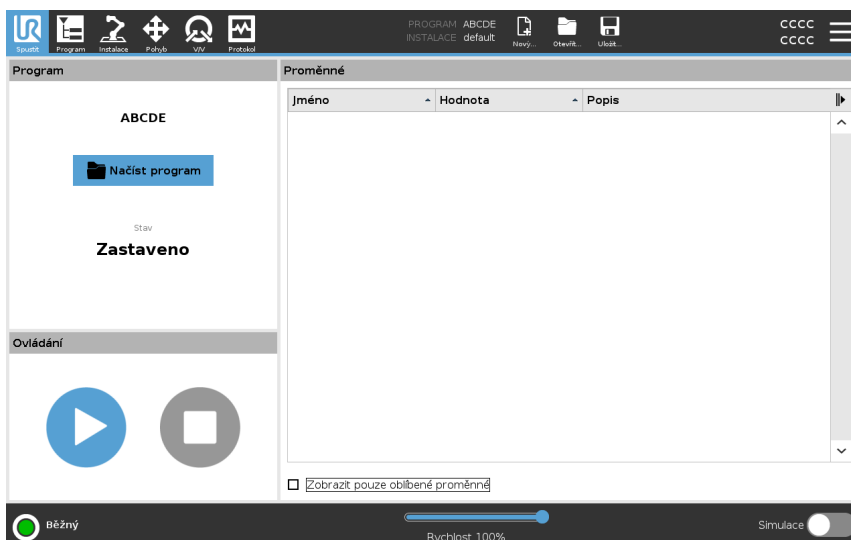 UR
Spustit Program Instalace Pohyb V/V Protokol
PROGRAM ABCDE
INSTALACE default
Nový... Otevřít... Uložit...
CCCC
CCCC
Program
ABCDE
Načíst program
Stav
Zastaveno
Ovládání
Proměnné
Jméno Hodnota Popis
Zobrazit pouze oblíbené proměnné
Běžný
Rychlost 100%
Simulace